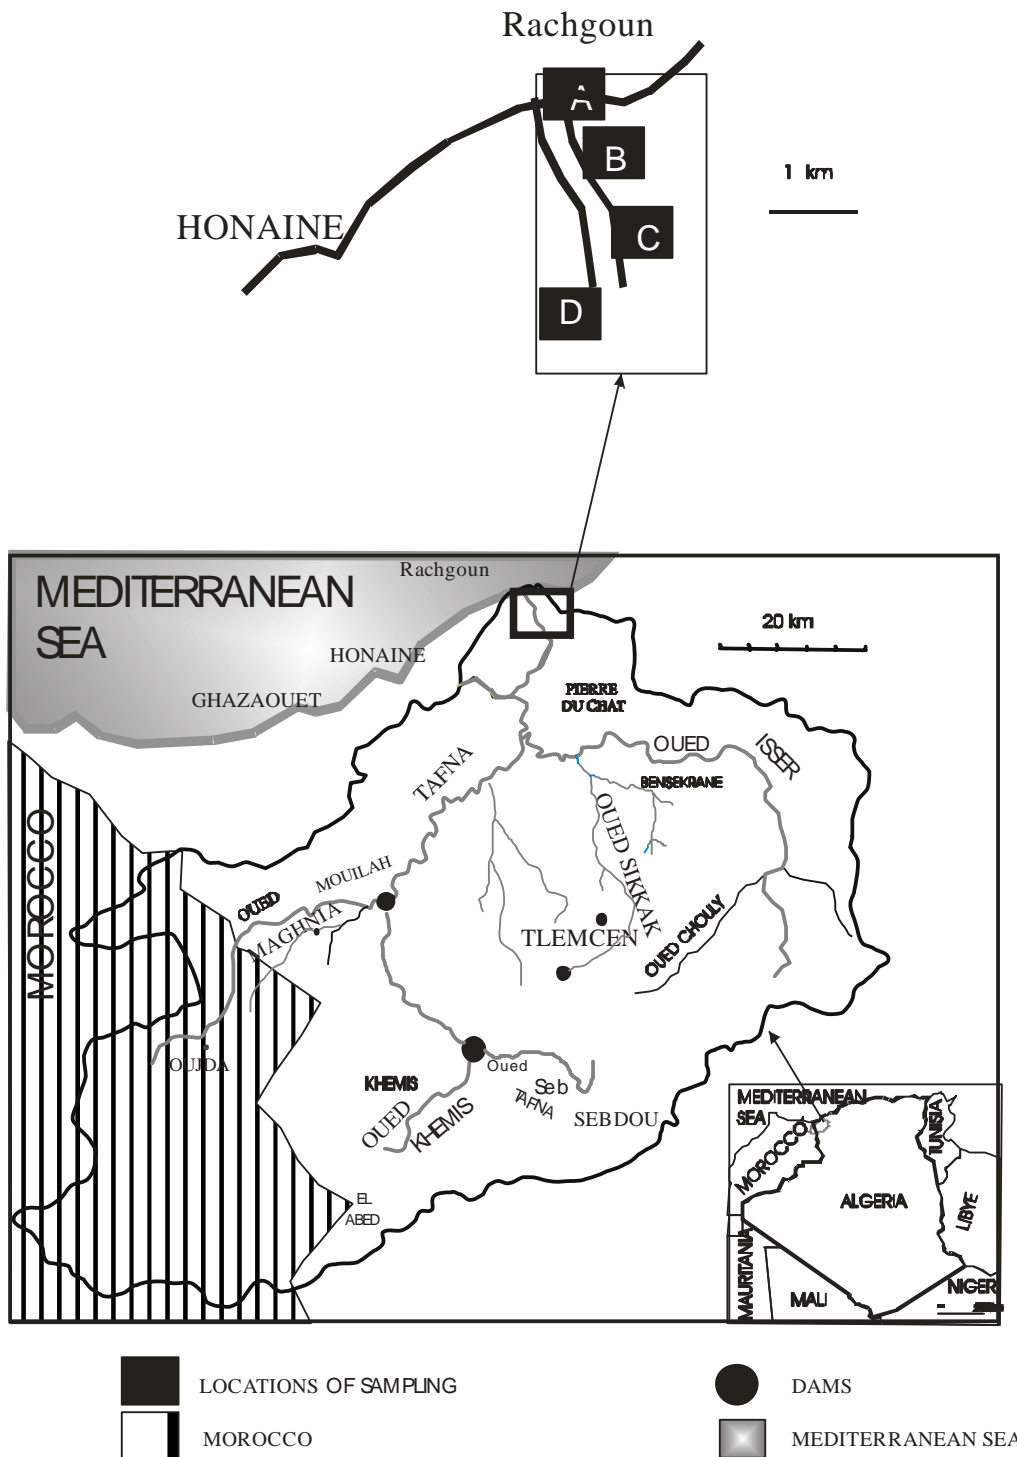 Rachgoun
A
B
1 km
C
HONAINE
D
Rachgoun
MEDITERRANEAN
SEA
20 km
HONAINE
GHAZAOUET
PIERRE
DU CHAT
OUED
ISSER
TAFNA
BENSEKRANE
OUED SIKKAK
MOROCCO
MOUILAH
OUED
MAGHNIA
TLEMCEN
OUED CHOULY
OUJDA
Oued
KHEMIS
Seb
TAFNA
OUED
KHEMIS
SEBDOU
EL
ABED
MEDITERRANEAN
SEA
MOROCCO
TUNISIA
ALGERIA
LIBYE
MAURITANIA
MALI
NIGER
LOCATIONS OF SAMPLING
DAMS
MOROCCO
MEDITERRANEAN SEA